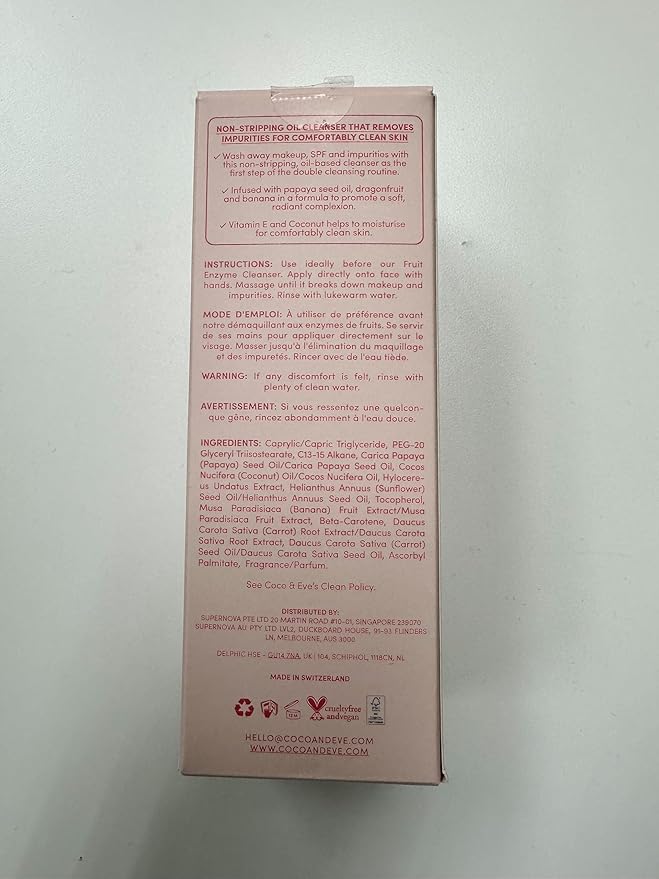 NON-STRIPPING OIL CLEANSER THAT REMOVES
IMPURITIES FOR COMFORTABLY CLEAN SKIN
✓ Wash away makeup, SPF and impurities with
this non-stripping, oil-based cleanser as the
first step of the double cleansing routine.
✓ Infused with papaya seed oil, dragonfruit
and banana in a formula to promote a soft,
radiant complexion.
✓ Vitamin E and Coconut helps to moisturise
for comfortably clean skin.
INSTRUCTIONS: Use ideally before our Fruit
Enzyme Cleanser. Apply directly onto face with
hands. Massage until it breaks down makeup and
impurities. Rinse with lukewarm water.
MODE D'EMPLOI: À utiliser de préférence avant
notre démaquillant aux enzymes de fruits. Se servir
de ses mains pour appliquer directement sur le
visage. Masser jusqu'à l'élimination du maquillage
et des impuretés. Rincer avec de l'eau tiède.
WARNING: If any discomfort is felt, rinse with
plenty of clean water.
AVERTISSEMENT: Si vous ressentez une quelcon-
que gêne, rincez abondamment à l'eau douce.
INGREDIENTS: Caprylic/Capric Triglyceride, PEG-20
Glyceryl Triisostearate, C13-15 Alkane, Carica Papaya
(Papaya) Seed Oil/Carica Papaya Seed Oil, Cocos
Nucifera (Coconut) Oil/Cocos Nucifera Oil, Hylocere-
us Undatus Extract, Helianthus Annuus (Sunflower)
Seed Oil/Helianthus Annuus Seed Oil, Tocopherol,
Musa Paradisiaca (Banana) Fruit Extract/Musa
Paradisiaca Fruit Extract, Beta-Carotene, Daucus
Carota Sativa (Carrot) Root Extract/Daucus Carota
Sativa Root Extract, Daucus Carota Sativa (Carrot)
Seed Oil/Daucus Carota Sativa Seed Oil, Ascorbyl
Palmitate, Fragrance/Parfum.
See Coco & Eve's Clean Policy.
DISTRIBUTED BY:
SUPERNOVA PTE LTD 20 MARTIN ROAD #10-01, SINGAPORE 239070
SUPERNOVA AU PTY LTD LVL2, DUCKBOARD HOUSE, 91-93 FLINDERS
LN, MELBOURNE, AUS 3000
DELPHIC HSE - GU14 7NA, UK | 104, SCHIPHOL, 1118CN, NL
MADE IN SWITZERLAND
12 M
crueltyfree
andvegan
FSC
HELLO@COCOANDEVE.COM
WWW.COCOANDEVE.COM